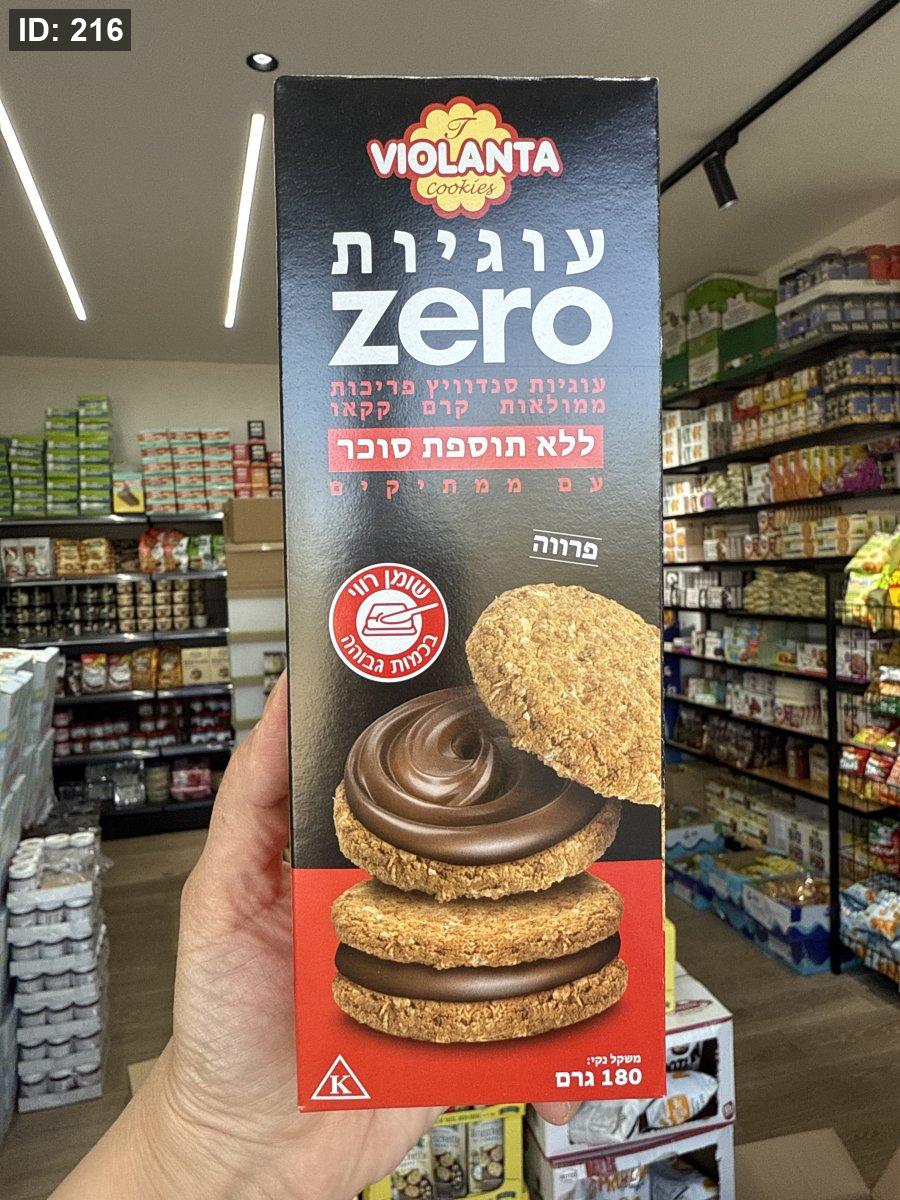 ID: 216
T
VIOLANTA
Cookies
עוגיות
zero
עוגיות סנדוויץ פריכות
ממולאות קרם קקאו
ללא תוספת סוכר
עם ממתיקים
פרווה
שומן רווי
בכמות גבוהה
משקל נקי:
180 גרם
K